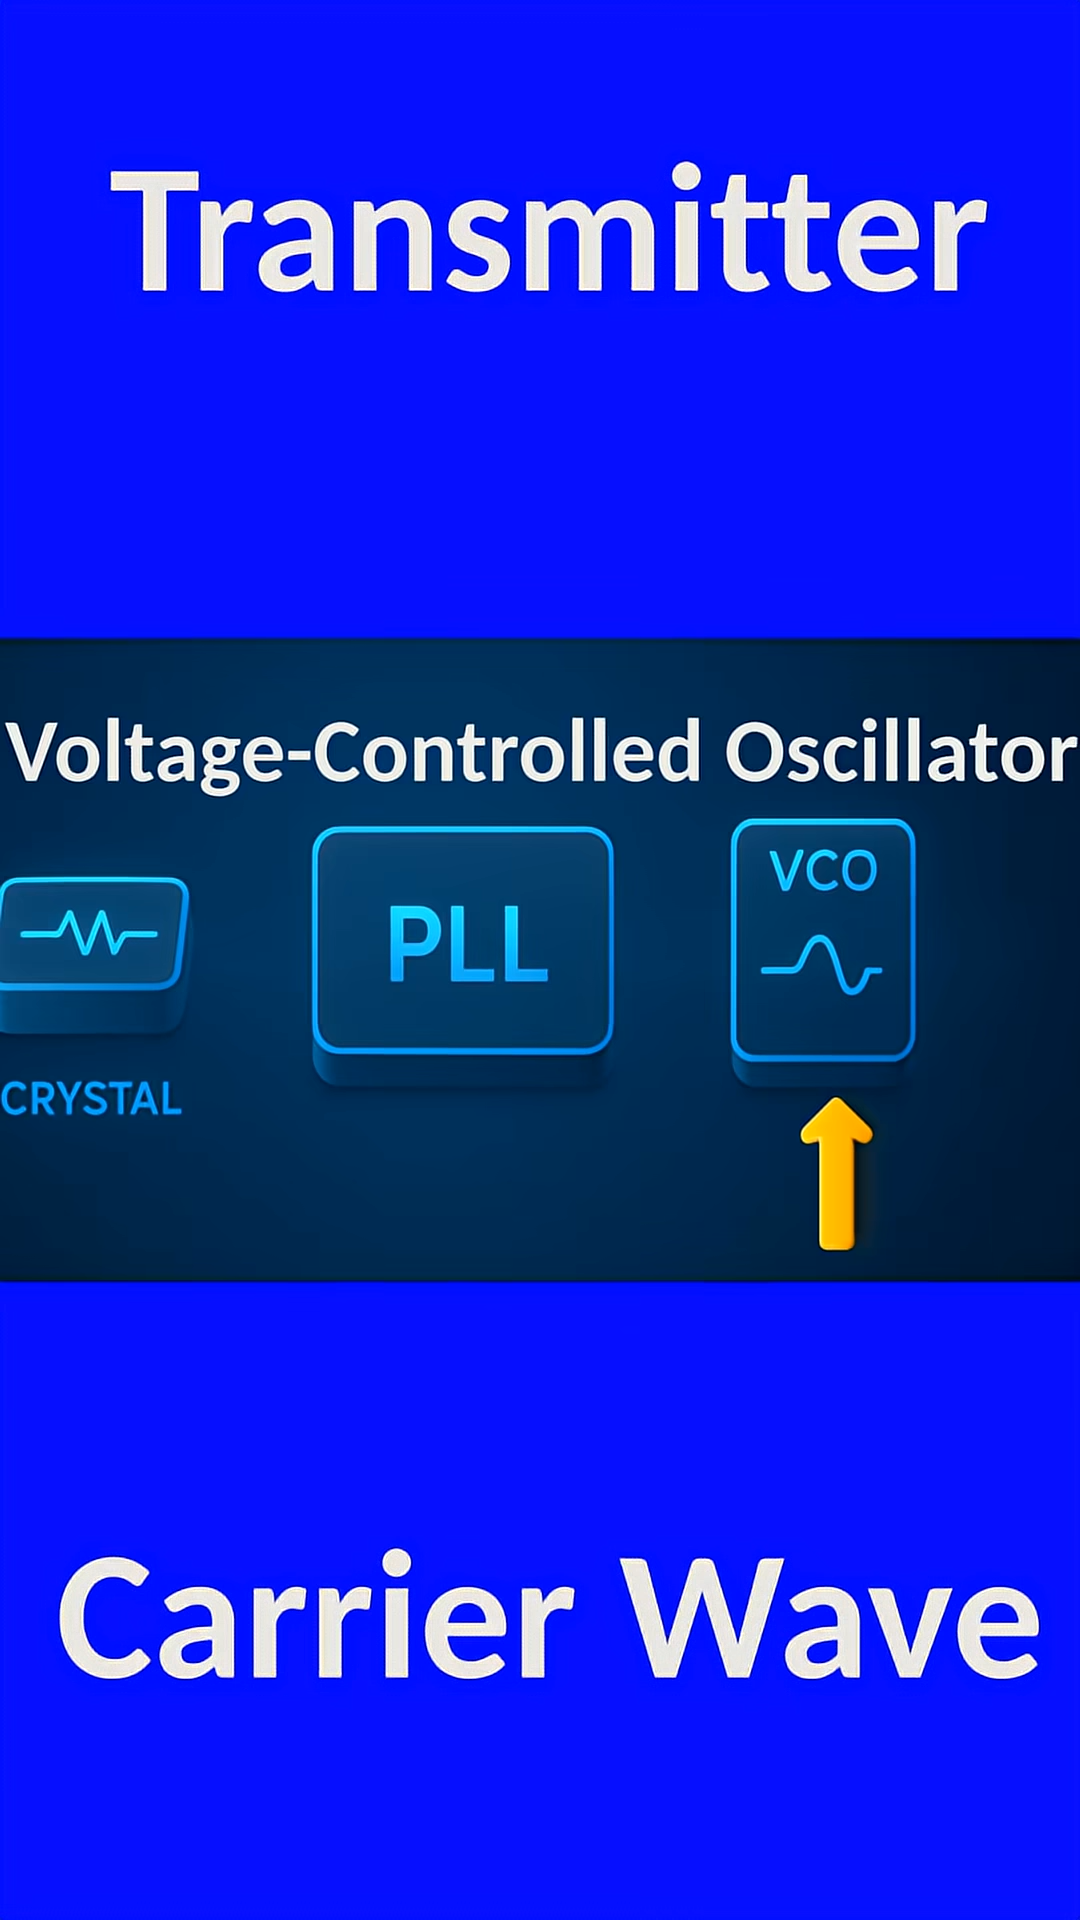 Transmitter
Voltage-Controlled Oscillator
VCO
PLL
CRYSTAL
Carrier Wave